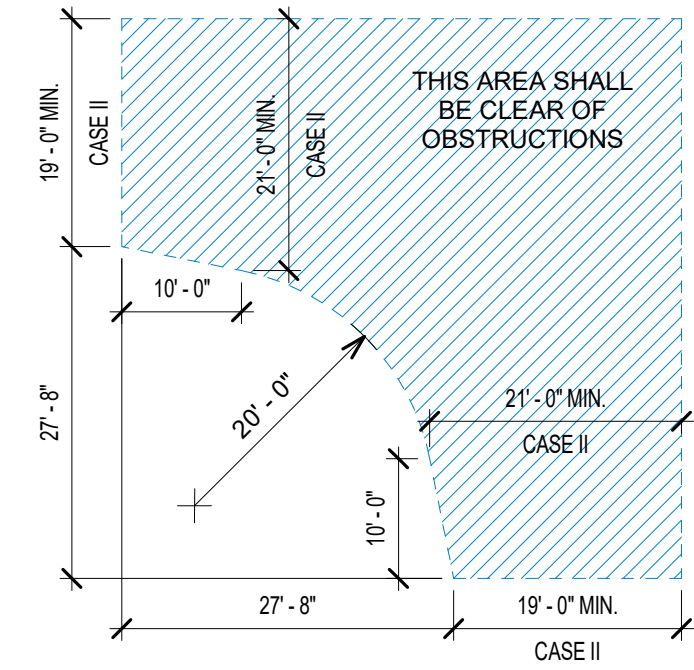 THIS AREA SHALL
BE CLEAR OF
OBSTRUCTIONS
19' - 0" MIN.
CASE II
21' - 0" MIN.
CASE II
10' - 0"
27' - 8"
20' - 0"
21' - 0" MIN.
CASE II
10' - 0"
27' - 8"
19' - 0" MIN.
CASE II